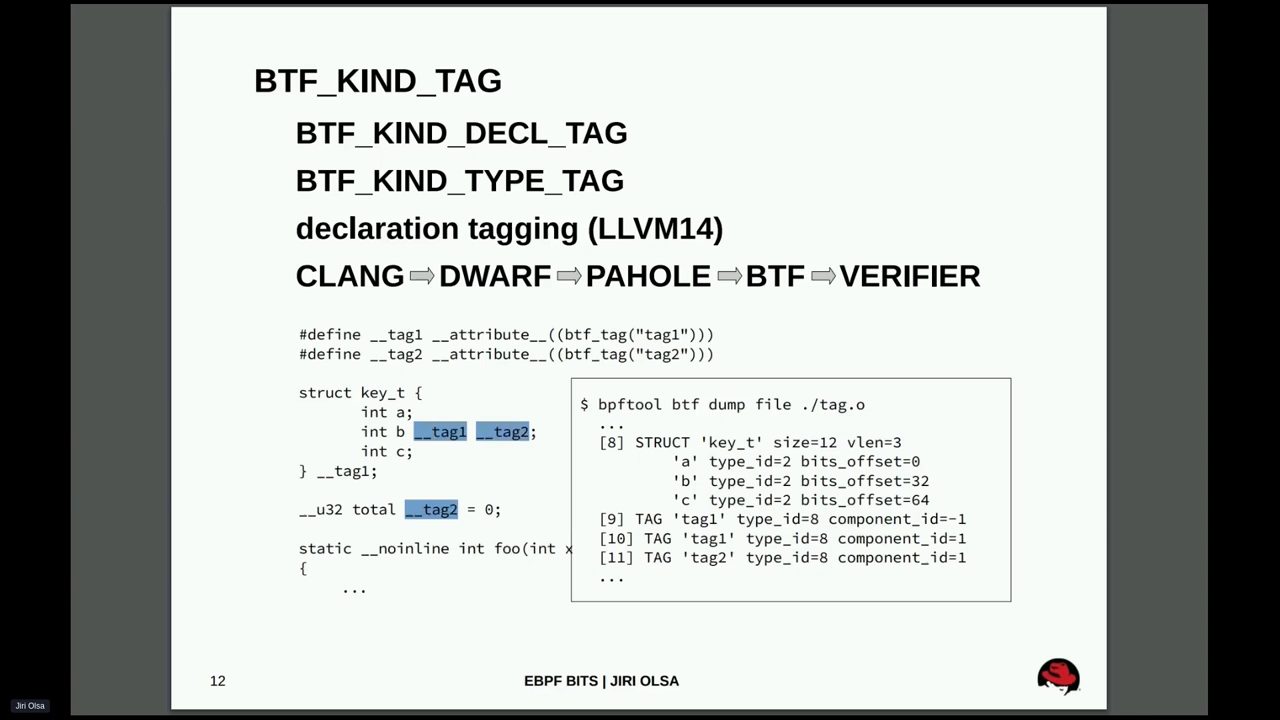 BTF_KIND_TAG
BTF_KIND_DECL_TAG
BTF_KIND_TYPE_TAG
declaration tagging (LLVM14)
CLANG ⇨ DWARF ⇨ PAHOLE ⇨ BTF ⇨ VERIFIER
#define __tag1 __attribute__((btf_tag("tag1")))
#define __tag2 __attribute__((btf_tag("tag2")))
struct key_t {
int a;
int b __tag1 __tag2;
int c;
} __tag1;
__u32 total __tag2 = 0;
static __noinline int foo(int x
{
...
$ bpftool btf dump file ./tag.o
...
[8] STRUCT 'key_t' size=12 vlen=3
'a' type_id=2 bits_offset=0
'b' type_id=2 bits_offset=32
'c' type_id=2 bits_offset=64
[9] TAG 'tag1' type_id=8 component_id=-1
[10] TAG 'tag1' type_id=8 component_id=1
[11] TAG 'tag2' type_id=8 component_id=1
...
12
EBPF BITS | JIRI OLSA
Jiri Olsa